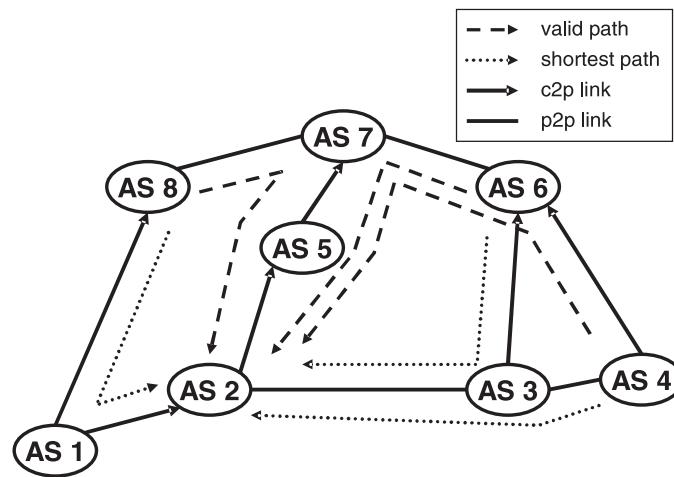 valid path
shortest path
c2p link
p2p link
AS 7
AS 8
AS 6
AS 5
AS 2
AS 3
AS 4
AS 1